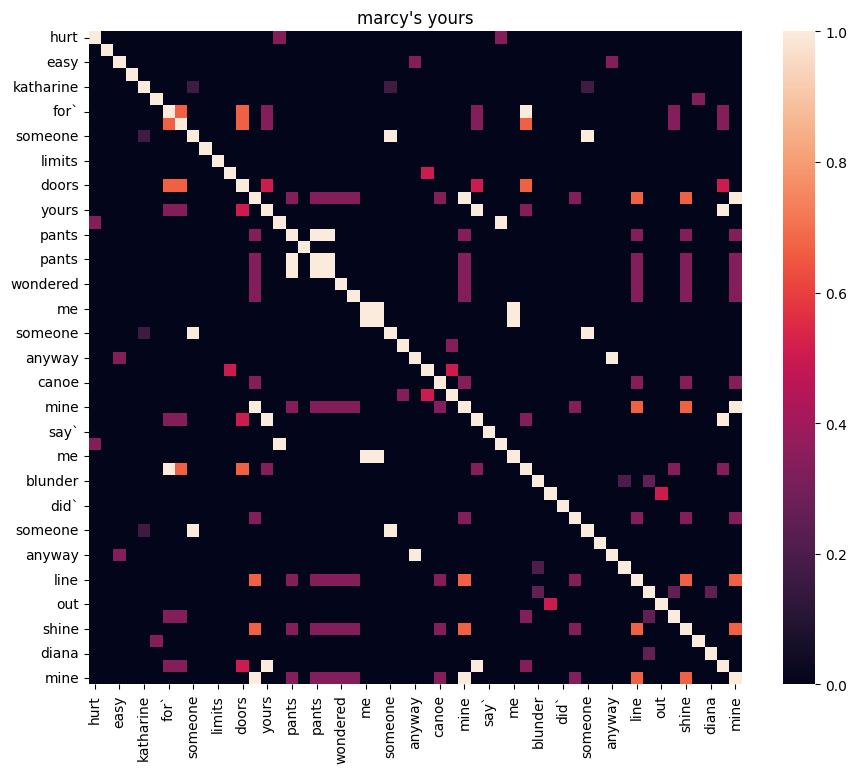 marcy's yours
hurt
easy
katharine
for`
someone
limits
doors
yours
pants
pants
wondered
me
someone
anyway
canoe
mine
say`
me
blunder
did`
someone
anyway
line
out
shine
diana
mine
1.0
0.8
0.6
0.4
0.2
0.0
hurt
easy
katharine
for`
someone
limits
doors
yours
pants
pants
wondered
me
someone
anyway
canoe
mine
say`
me
blunder
did`
someone
anyway
line
out
shine
diana
mine